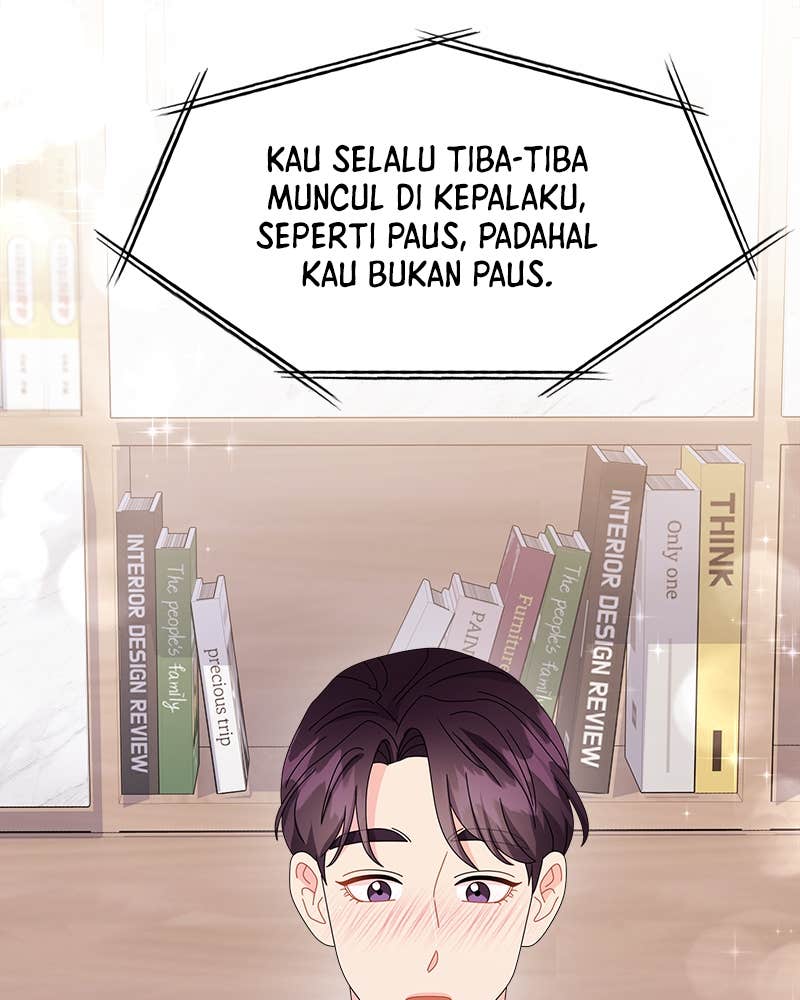 KAU SELALU TIBA-TIBA
MUNCUL DI KEPALAKU,
SEPERTI PAUS, PADAHAL
KAU BUKAN PAUS.
INTERIOR DESIGN REVIEW
The people's family
precious trip
PAIN
Furniture
The people's
INTERIOR DESIGN REVIEW
Only one
THINK